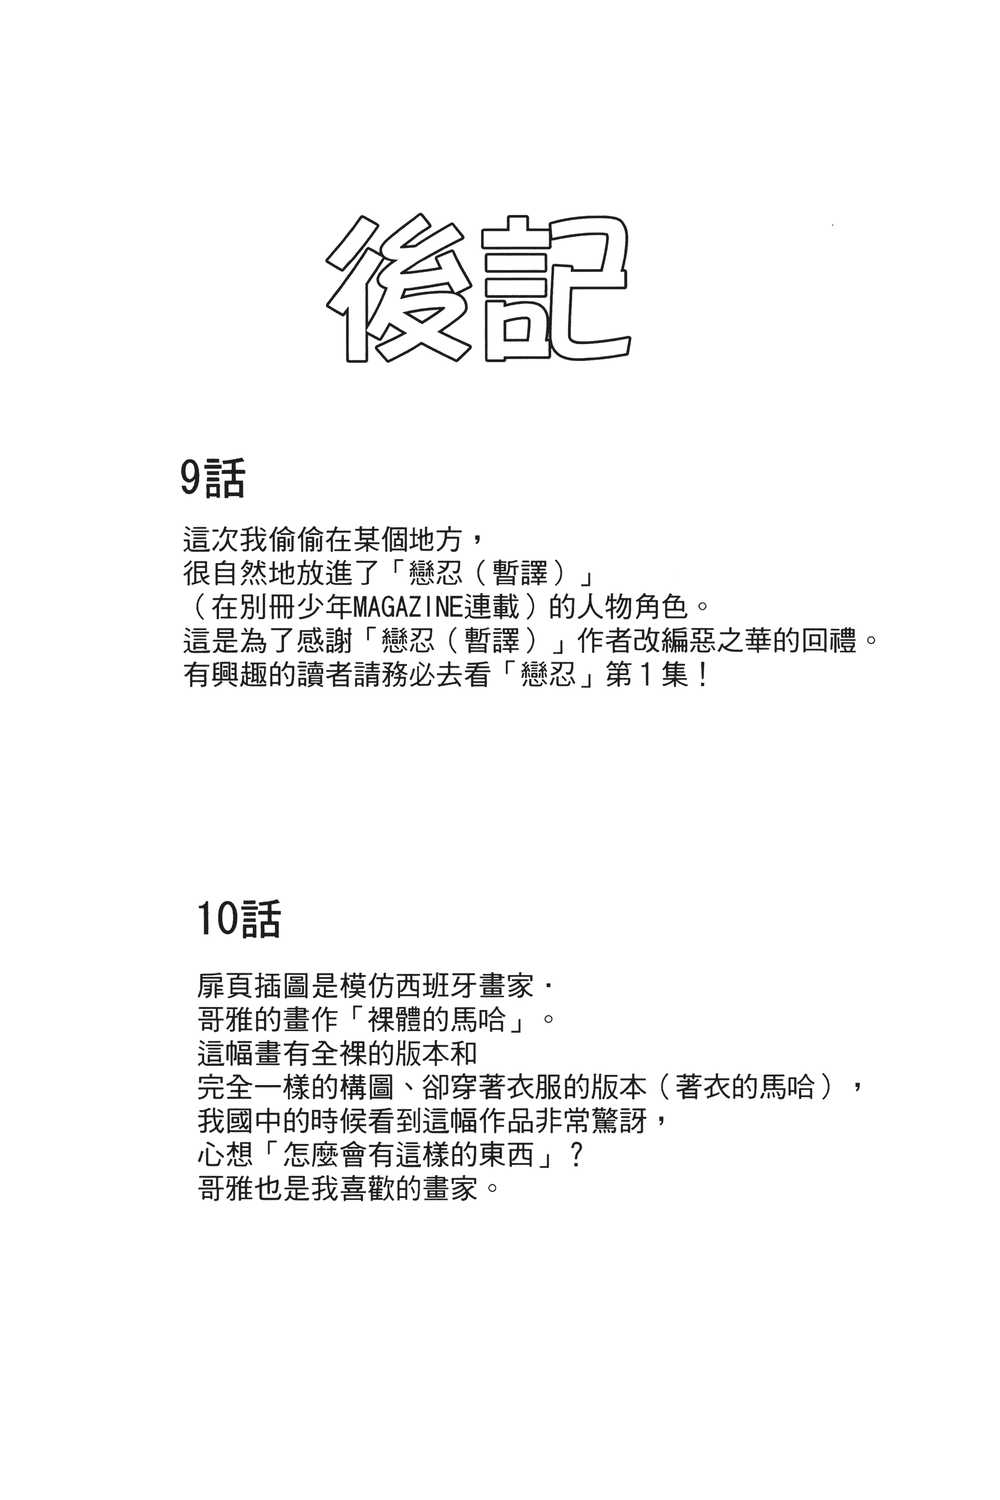 後記
9話
這次我偷偷在某個地方，
很自然地放進了「戀忍（暫譯）」
（在別冊少年MAGAZINE連載）的人物角色。
這是為了感謝「戀忍（暫譯）」作者改編惡之華的回禮。
有興趣的讀者請務必去看「戀忍」第１集！
10話
扉頁插圖是模仿西班牙畫家．
哥雅的畫作「裸體的馬哈」。
這幅畫有全裸的版本和
完全一樣的構圖、卻穿著衣服的版本（著衣的馬哈），
我國中的時候看到這幅作品非常驚訝，
心想「怎麼會有這樣的東西」？
哥雅也是我喜歡的畫家。